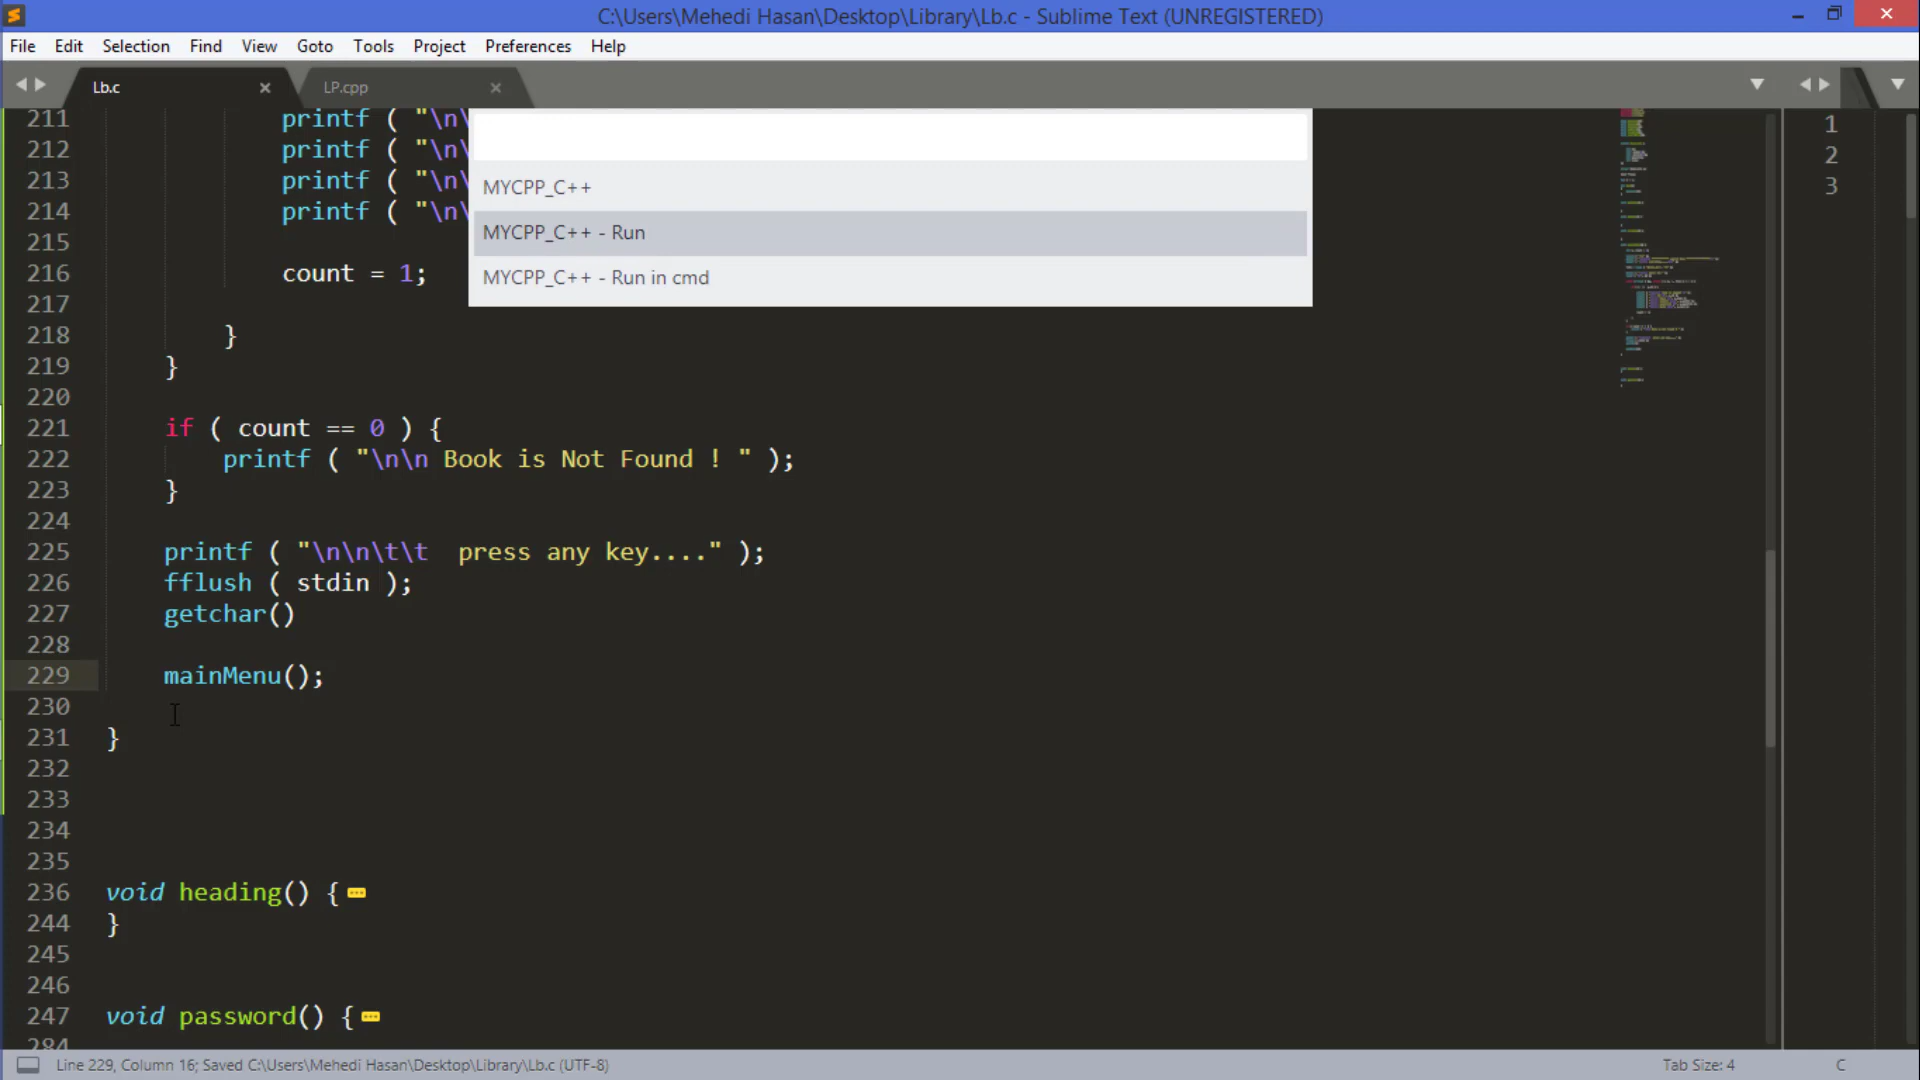 C:\Users\Mehedi Hasan\Desktop\Library\Lb.c - Sublime Text (UNREGISTERED)
File Edit Selection Find View Goto Tools Project Preferences Help
Lb.c LP.cpp
MYCPP_C++
MYCPP_C++ - Run
MYCPP_C++ - Run in cmd
211 printf ( "\n\
212 printf ( "\n\
213 printf ( "\n\
214 printf ( "\n\
215
216 count = 1;
217
218 }
219 }
220
221 if ( count == 0 ) {
222 printf ( "\n\n Book is Not Found ! " );
223 }
224
225 printf ( "\n\n\t\t  press any key...." );
226 fflush ( stdin );
227 getchar()
228
229 mainMenu();
230
231 }
232
233
234
235
236 void heading() {
244 }
245
246
247 void password() {
284
1
2
3
Line 229, Column 16; Saved C:\Users\Mehedi Hasan\Desktop\Library\Lb.c (UTF-8)
Tab Size: 4
C